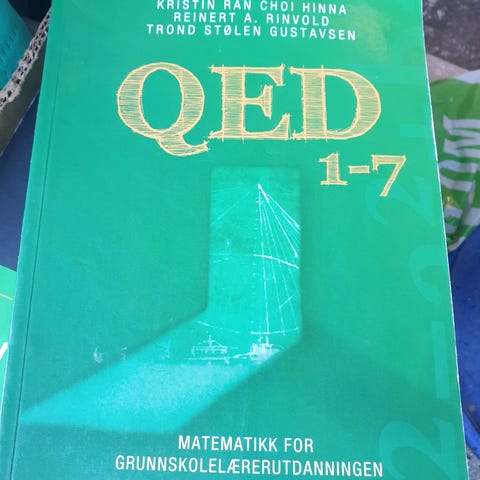 KRISTIN RAN CHOI HINNA
REINERT A. RINVOLD
TROND STØLEN GUSTAVSEN
QED
1-7
MATEMATIKK FOR
GRUNNSKOLELÆRERUTDANNINGEN